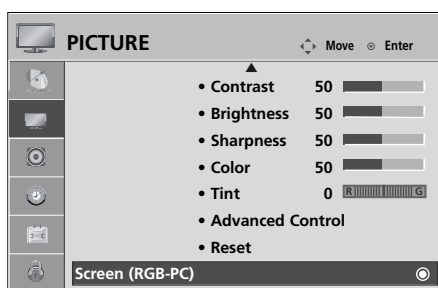 PICTURE Move Enter
• Contrast 50
• Brightness 50
• Sharpness 50
• Color 50
• Tint 0 R G
• Advanced Control
• Reset
Screen (RGB-PC)